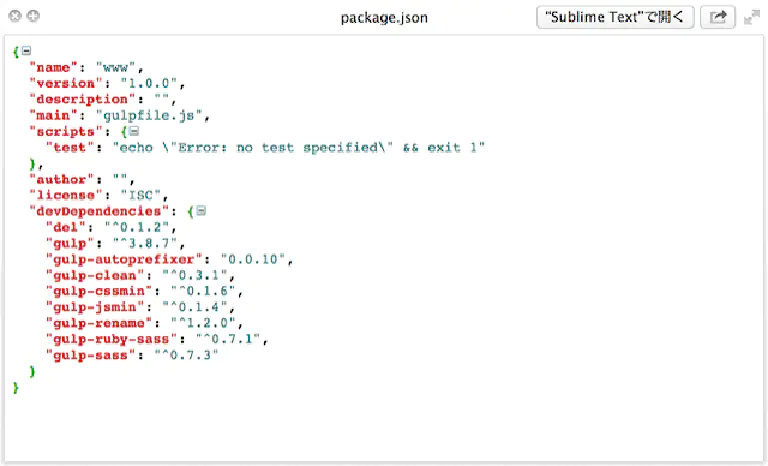 package.json
"Sublime Text"で開く
{
"name": "www",
"version": "1.0.0",
"description": "",
"main": "gulpfile.js",
"scripts": {
"test": "echo \"Error: no test specified\" && exit 1"
},
"author": "",
"license": "ISC",
"devDependencies": {
"del": "^0.1.2",
"gulp": "^3.8.7",
"gulp-autoprefixer": "0.0.10",
"gulp-clean": "^0.3.1",
"gulp-cssmin": "^0.1.6",
"gulp-jsmin": "^0.1.4",
"gulp-rename": "^1.2.0",
"gulp-ruby-sass": "^0.7.1",
"gulp-sass": "^0.7.3"
}
}